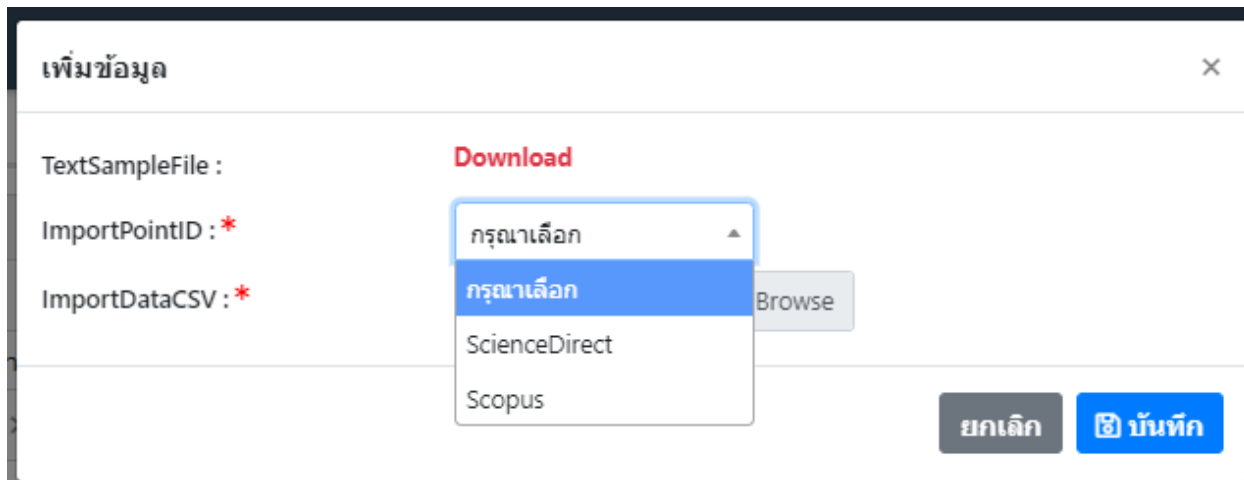 เพิ่มข้อมูล ×
TextSampleFile : Download
ImportPointID : * กรุณาเลือก
กรุณาเลือก
ImportDataCSV : * Browse
ScienceDirect
Scopus
ยกเลิก บันทึก